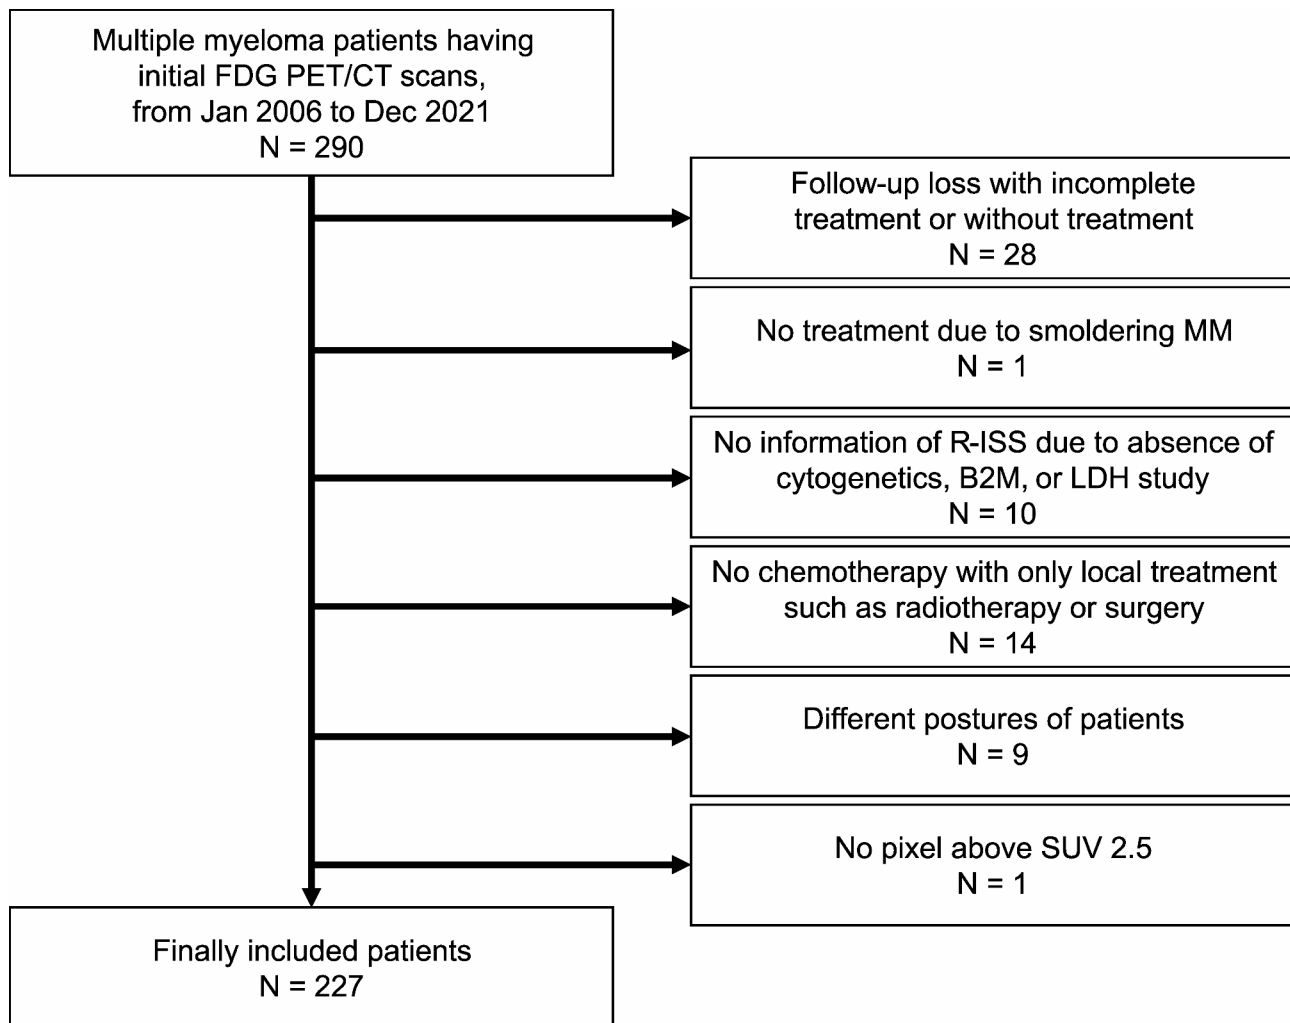 Multiple myeloma patients having
initial FDG PET/CT scans,
from Jan 2006 to Dec 2021
N = 290
Follow-up loss with incomplete
treatment or without treatment
N = 28
No treatment due to smoldering MM
N = 1
No information of R-ISS due to absence of
cytogenetics, B2M, or LDH study
N = 10
No chemotherapy with only local treatment
such as radiotherapy or surgery
N = 14
Different postures of patients
N = 9
No pixel above SUV 2.5
N = 1
Finally included patients
N = 227